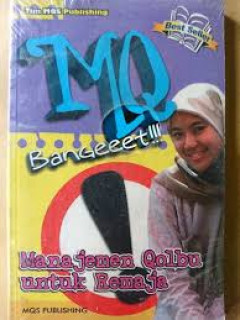 Tim MQS Publishing
Best Seller
MQ
Bangeeet!!!
Manajemen Qolbu
untuk Remaja
MQS PUBLISHING